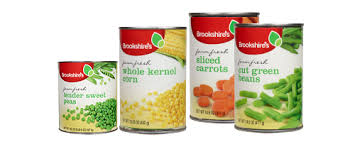 Brookshire's
farm fresh
tender sweet
peas
Brookshire's
farm fresh
whole kernel
corn
Brookshire's
farm fresh
sliced
carrots
Brookshire's
farm fresh
cut green
beans